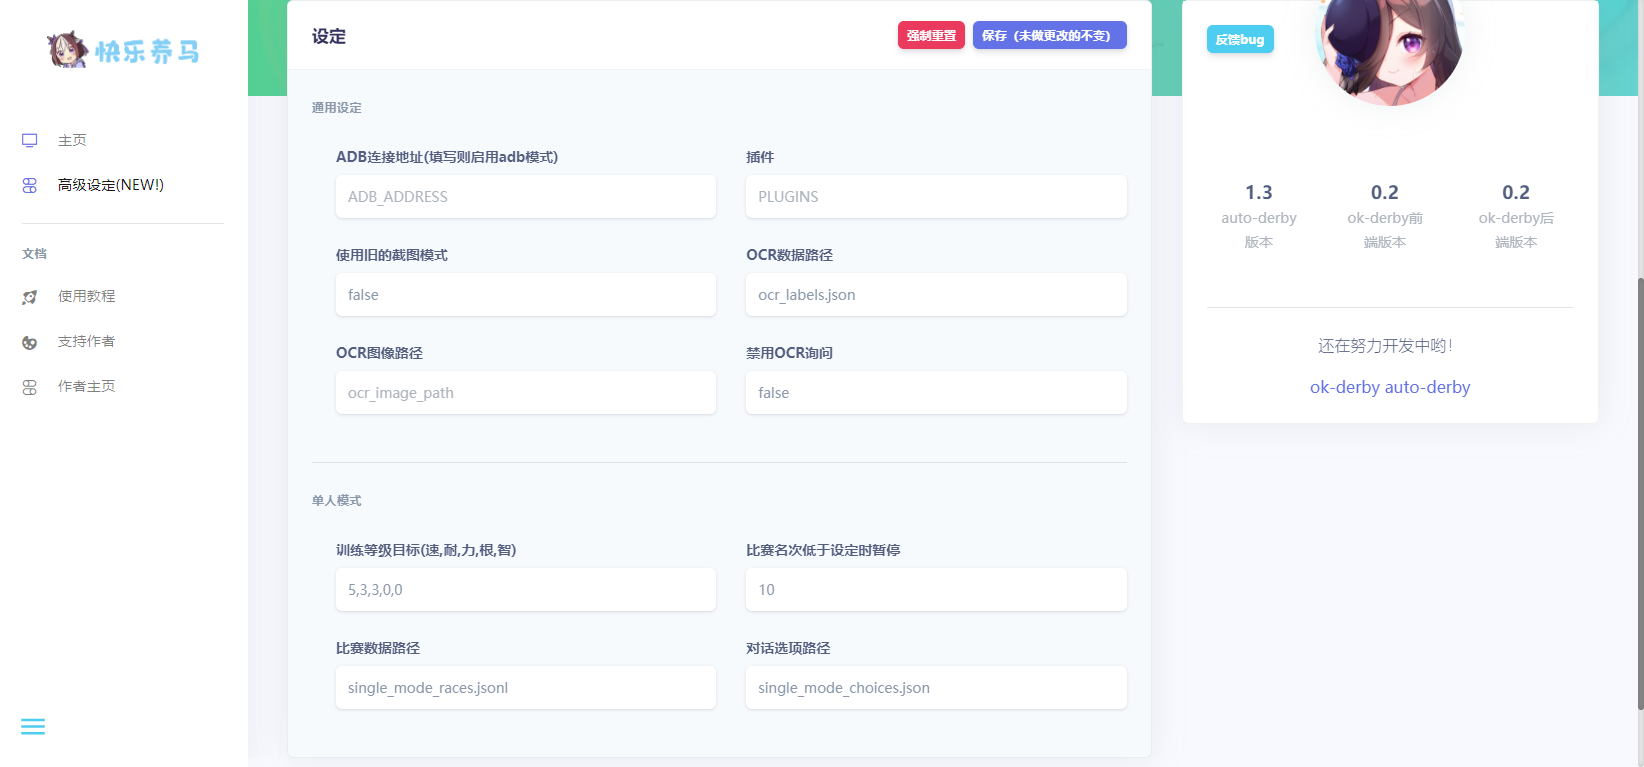 快乐养马
主页
高级设定(NEW!)
文档
使用教程
支持作者
作者主页
设定
强制重置
保存（未做更改的不变）
通用设定
ADB连接地址(填写则启用adb模式)
插件
ADB_ADDRESS
PLUGINS
使用旧的截图模式
OCR数据路径
false
ocr_labels.json
OCR图像路径
禁用OCR询问
ocr_image_path
false
单人模式
训练等级目标(速,耐,力,根,智)
比赛名次低于设定时暂停
5,3,3,0,0
10
比赛数据路径
对话选项路径
single_mode_races.jsonl
single_mode_choices.json
反馈bug
1.3
0.2
0.2
auto-derby
版本
ok-derby前
端版本
ok-derby后
端版本
还在努力开发中哟！
ok-derby auto-derby